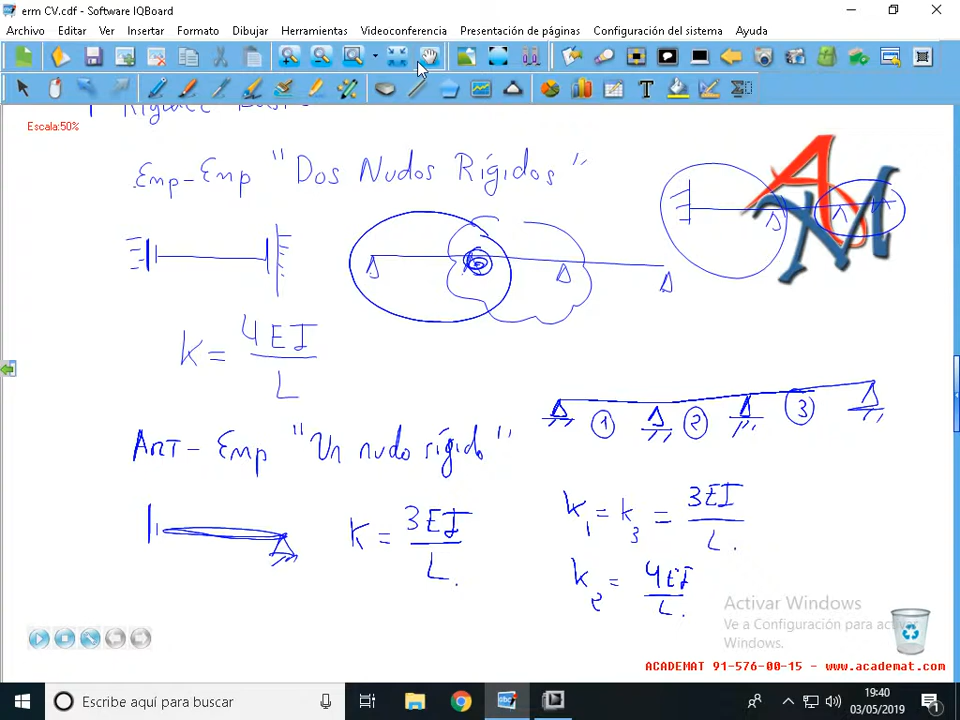 erm CV.cdf - Software IQBoard
Archivo Editar Ver Insertar Formato Dibujar Herramientas Videoconferencia Presentación de páginas Configuración del sistema Ayuda
Escala:50%
Emp-Emp "Dos Nudos Rígidos"
K = 4EI
L
1 2 3
ART - Emp "Un nudo rígido"
K = 3EI
L.
K1 = K3 = 3EI
L.
K2 = 4EI
L.
AM
Activar Windows
Ve a Configuración para
Windows.
ACADEMAT 91-576-00-15 - www.academat.com
Escribe aquí para buscar
19:40
03/05/2019
1